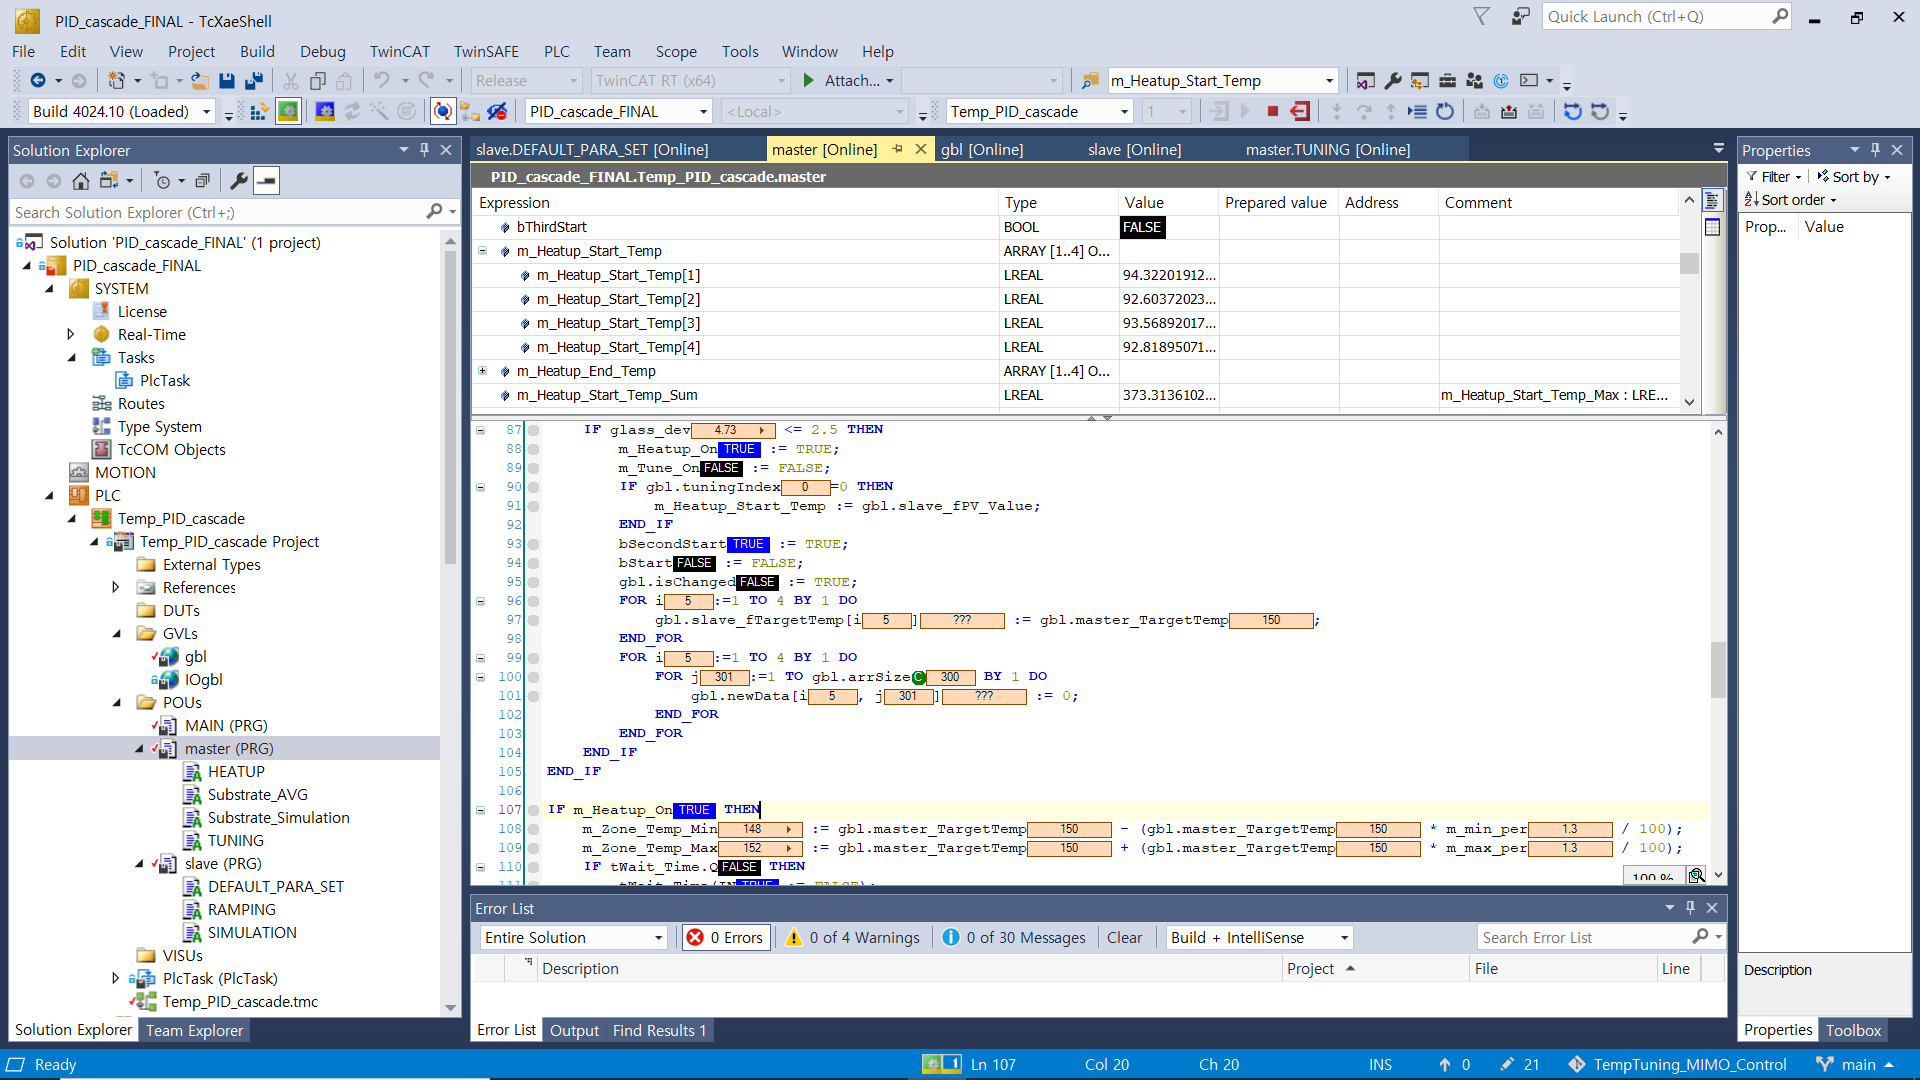 PID_cascade_FINAL - TcXaeShell
Quick Launch (Ctrl+Q)
File Edit View Project Build Debug TwinCAT TwinSAFE PLC Team Scope Tools Window Help
Release TwinCAT RT (x64) Attach... m_Heatup_Start_Temp
Build 4024.10 (Loaded) PID_cascade_FINAL <Local> Temp_PID_cascade 1
Solution Explorer
Search Solution Explorer (Ctrl+;)
Solution 'PID_cascade_FINAL' (1 project)
PID_cascade_FINAL
SYSTEM
License
Real-Time
Tasks
PlcTask
Routes
Type System
TcCOM Objects
MOTION
PLC
Temp_PID_cascade
Temp_PID_cascade Project
External Types
References
DUTs
GVLs
gbl
IOgbl
POUs
MAIN (PRG)
master (PRG)
HEATUP
Substrate_AVG
Substrate_Simulation
TUNING
slave (PRG)
DEFAULT_PARA_SET
RAMPING
SIMULATION
VISUs
PlcTask (PlcTask)
Temp_PID_cascade.tmc
Solution Explorer Team Explorer
slave.DEFAULT_PARA_SET [Online] master [Online] gbl [Online] slave [Online] master.TUNING [Online]
PID_cascade_FINAL.Temp_PID_cascade.master
Expression Type Value Prepared value Address Comment
bThirdStart BOOL FALSE
m_Heatup_Start_Temp ARRAY [1..4] O...
m_Heatup_Start_Temp[1] LREAL 94.32201912...
m_Heatup_Start_Temp[2] LREAL 92.60372023...
m_Heatup_Start_Temp[3] LREAL 93.56892017...
m_Heatup_Start_Temp[4] LREAL 92.81895071...
m_Heatup_End_Temp ARRAY [1..4] O...
m_Heatup_Start_Temp_Sum LREAL 373.3136102... m_Heatup_Start_Temp_Max : LRE...
87 IF glass_dev 4.73 <= 2.5 THEN
88 m_Heatup_On TRUE := TRUE;
89 m_Tune_On FALSE := FALSE;
90 IF gbl.tuningIndex 0 =0 THEN
91 m_Heatup_Start_Temp := gbl.slave_fPV_Value;
92 END_IF
93 bSecondStart TRUE := TRUE;
94 bStart FALSE := FALSE;
95 gbl.isChanged FALSE := TRUE;
96 FOR i 5 :=1 TO 4 BY 1 DO
97 gbl.slave_fTargetTemp[i 5 ] ??? := gbl.master_TargetTemp 150 ;
98 END_FOR
99 FOR i 5 :=1 TO 4 BY 1 DO
100 FOR j 301 :=1 TO gbl.arrSize C 300 BY 1 DO
101 gbl.newData[i 5 , j 301 ] ??? := 0;
102 END_FOR
103 END_FOR
104 END_IF
105 END_IF
106
107 IF m_Heatup_On TRUE THEN
108 m_Zone_Temp_Min 148 := gbl.master_TargetTemp 150 - (gbl.master_TargetTemp 150 * m_min_per 1.3 / 100);
109 m_Zone_Temp_Max 152 := gbl.master_TargetTemp 150 + (gbl.master_TargetTemp 150 * m_max_per 1.3 / 100);
110 IF tWait_Time.Q FALSE THEN
111 tWait_Time(IN TRUE := FALSE);
100 %
Error List
Entire Solution 0 Errors 0 of 4 Warnings 0 of 30 Messages Clear Build + IntelliSense Search Error List
Description Project File Line
Error List Output Find Results 1
Properties
Filter Sort by
Sort order
Prop... Value
Description
Properties Toolbox
Ready 1 Ln 107 Col 20 Ch 20 INS 0 21 TempTuning_MIMO_Control main